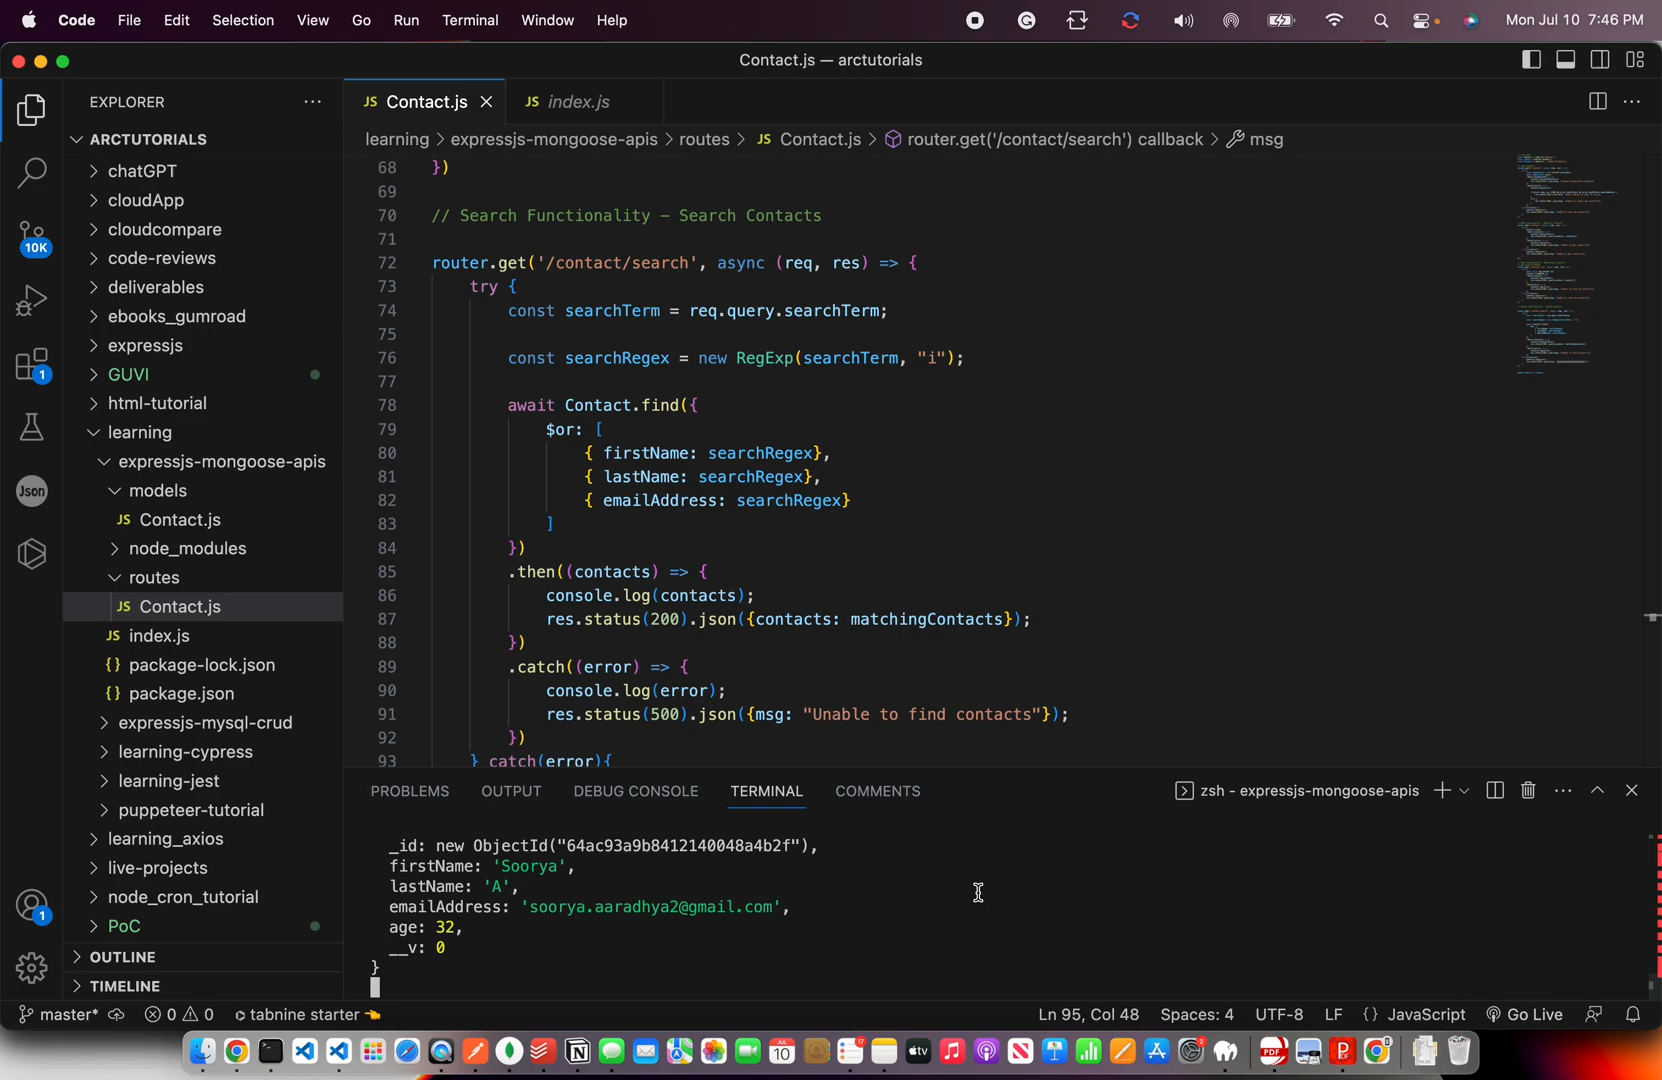 Code File Edit Selection View Go Run Terminal Window Help Mon Jul 10 7:46 PM
Contact.js — arctutorials
EXPLORER
ARCTUTORIALS
chatGPT
cloudApp
cloudcompare
code-reviews
deliverables
ebooks_gumroad
expressjs
GUVI
html-tutorial
learning
expressjs-mongoose-apis
models
JS Contact.js
node_modules
routes
JS Contact.js
JS index.js
{} package-lock.json
{} package.json
expressjs-mysql-crud
learning-cypress
learning-jest
puppeteer-tutorial
learning_axios
live-projects
node_cron_tutorial
PoC
OUTLINE
TIMELINE
10K
1
Json
1
JS Contact.js JS index.js
learning > expressjs-mongoose-apis > routes > JS Contact.js > router.get('/contact/search') callback > msg
68 })
69
70 // Search Functionality – Search Contacts
71
72 router.get('/contact/search', async (req, res) => {
73 try {
74 const searchTerm = req.query.searchTerm;
75
76 const searchRegex = new RegExp(searchTerm, "i");
77
78 await Contact.find({
79 $or: [
80 { firstName: searchRegex},
81 { lastName: searchRegex},
82 { emailAddress: searchRegex}
83 ]
84 })
85 .then((contacts) => {
86 console.log(contacts);
87 res.status(200).json({contacts: matchingContacts});
88 })
89 .catch((error) => {
90 console.log(error);
91 res.status(500).json({msg: "Unable to find contacts"});
92 })
93 } catch(error){
PROBLEMS OUTPUT DEBUG CONSOLE TERMINAL COMMENTS zsh - expressjs-mongoose-apis
_id: new ObjectId("64ac93a9b8412140048a4b2f"),
firstName: 'Soorya',
lastName: 'A',
emailAddress: 'soorya.aaradhya2@gmail.com',
age: 32,
__v: 0
}
master* 0 0 tabnine starter Ln 95, Col 48 Spaces: 4 UTF-8 LF {} JavaScript Go Live